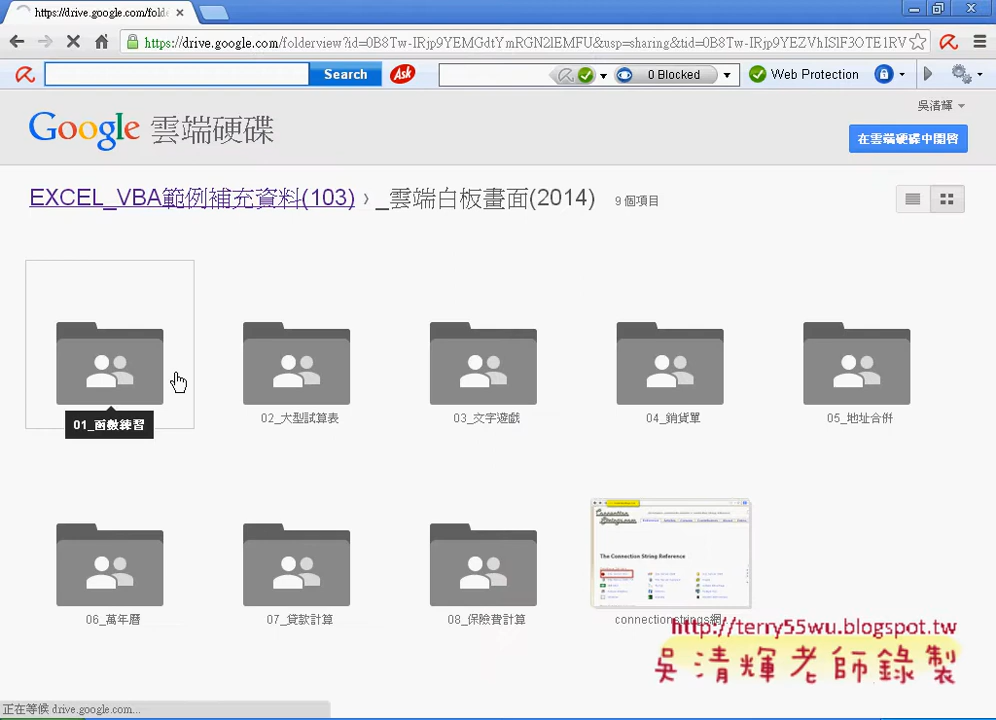 https://drive.google.com/fold
https://drive.google.com/folderview?id=0B8Tw-IRjp9YEMGdtYmRGN2lEMFU&usp=sharing&tid=0B8Tw-IRjp9YEZVhISlF3OTE1RV
Search
Ask
0 Blocked
Web Protection
吳清輝
Google 雲端硬碟
在雲端硬碟中開啓
EXCEL_VBA範例補充資料(103) › _雲端白板畫面(2014) 9 個項目
01_函數練習
02_大型試算表
03_文字遊戲
04_銷貨單
05_地址合併
The Connection String Reference
06_萬年曆
07_貸款計算
08_保險費計算
connectionstrings網...
http://terry55wu.blogspot.tw
吳清輝老師錄製
正在等候 drive.google.com...